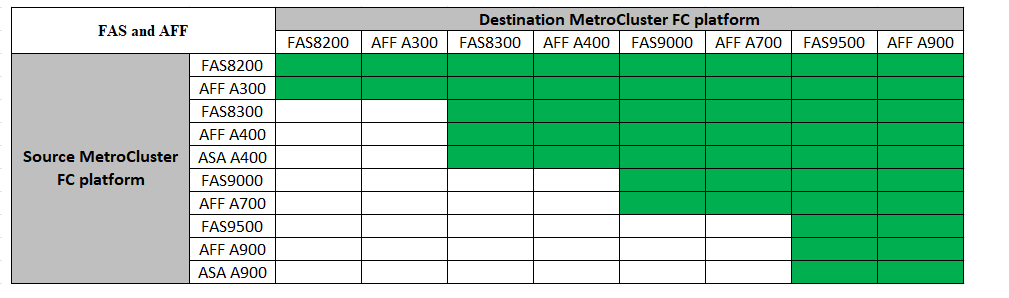 FAS and AFF
Destination MetroCluster FC platform
FAS8200 AFF A300 FAS8300 AFF A400 FAS9000 AFF A700 FAS9500 AFF A900
Source MetroCluster
FC platform
FAS8200
AFF A300
FAS8300
AFF A400
ASA A400
FAS9000
AFF A700
FAS9500
AFF A900
ASA A900